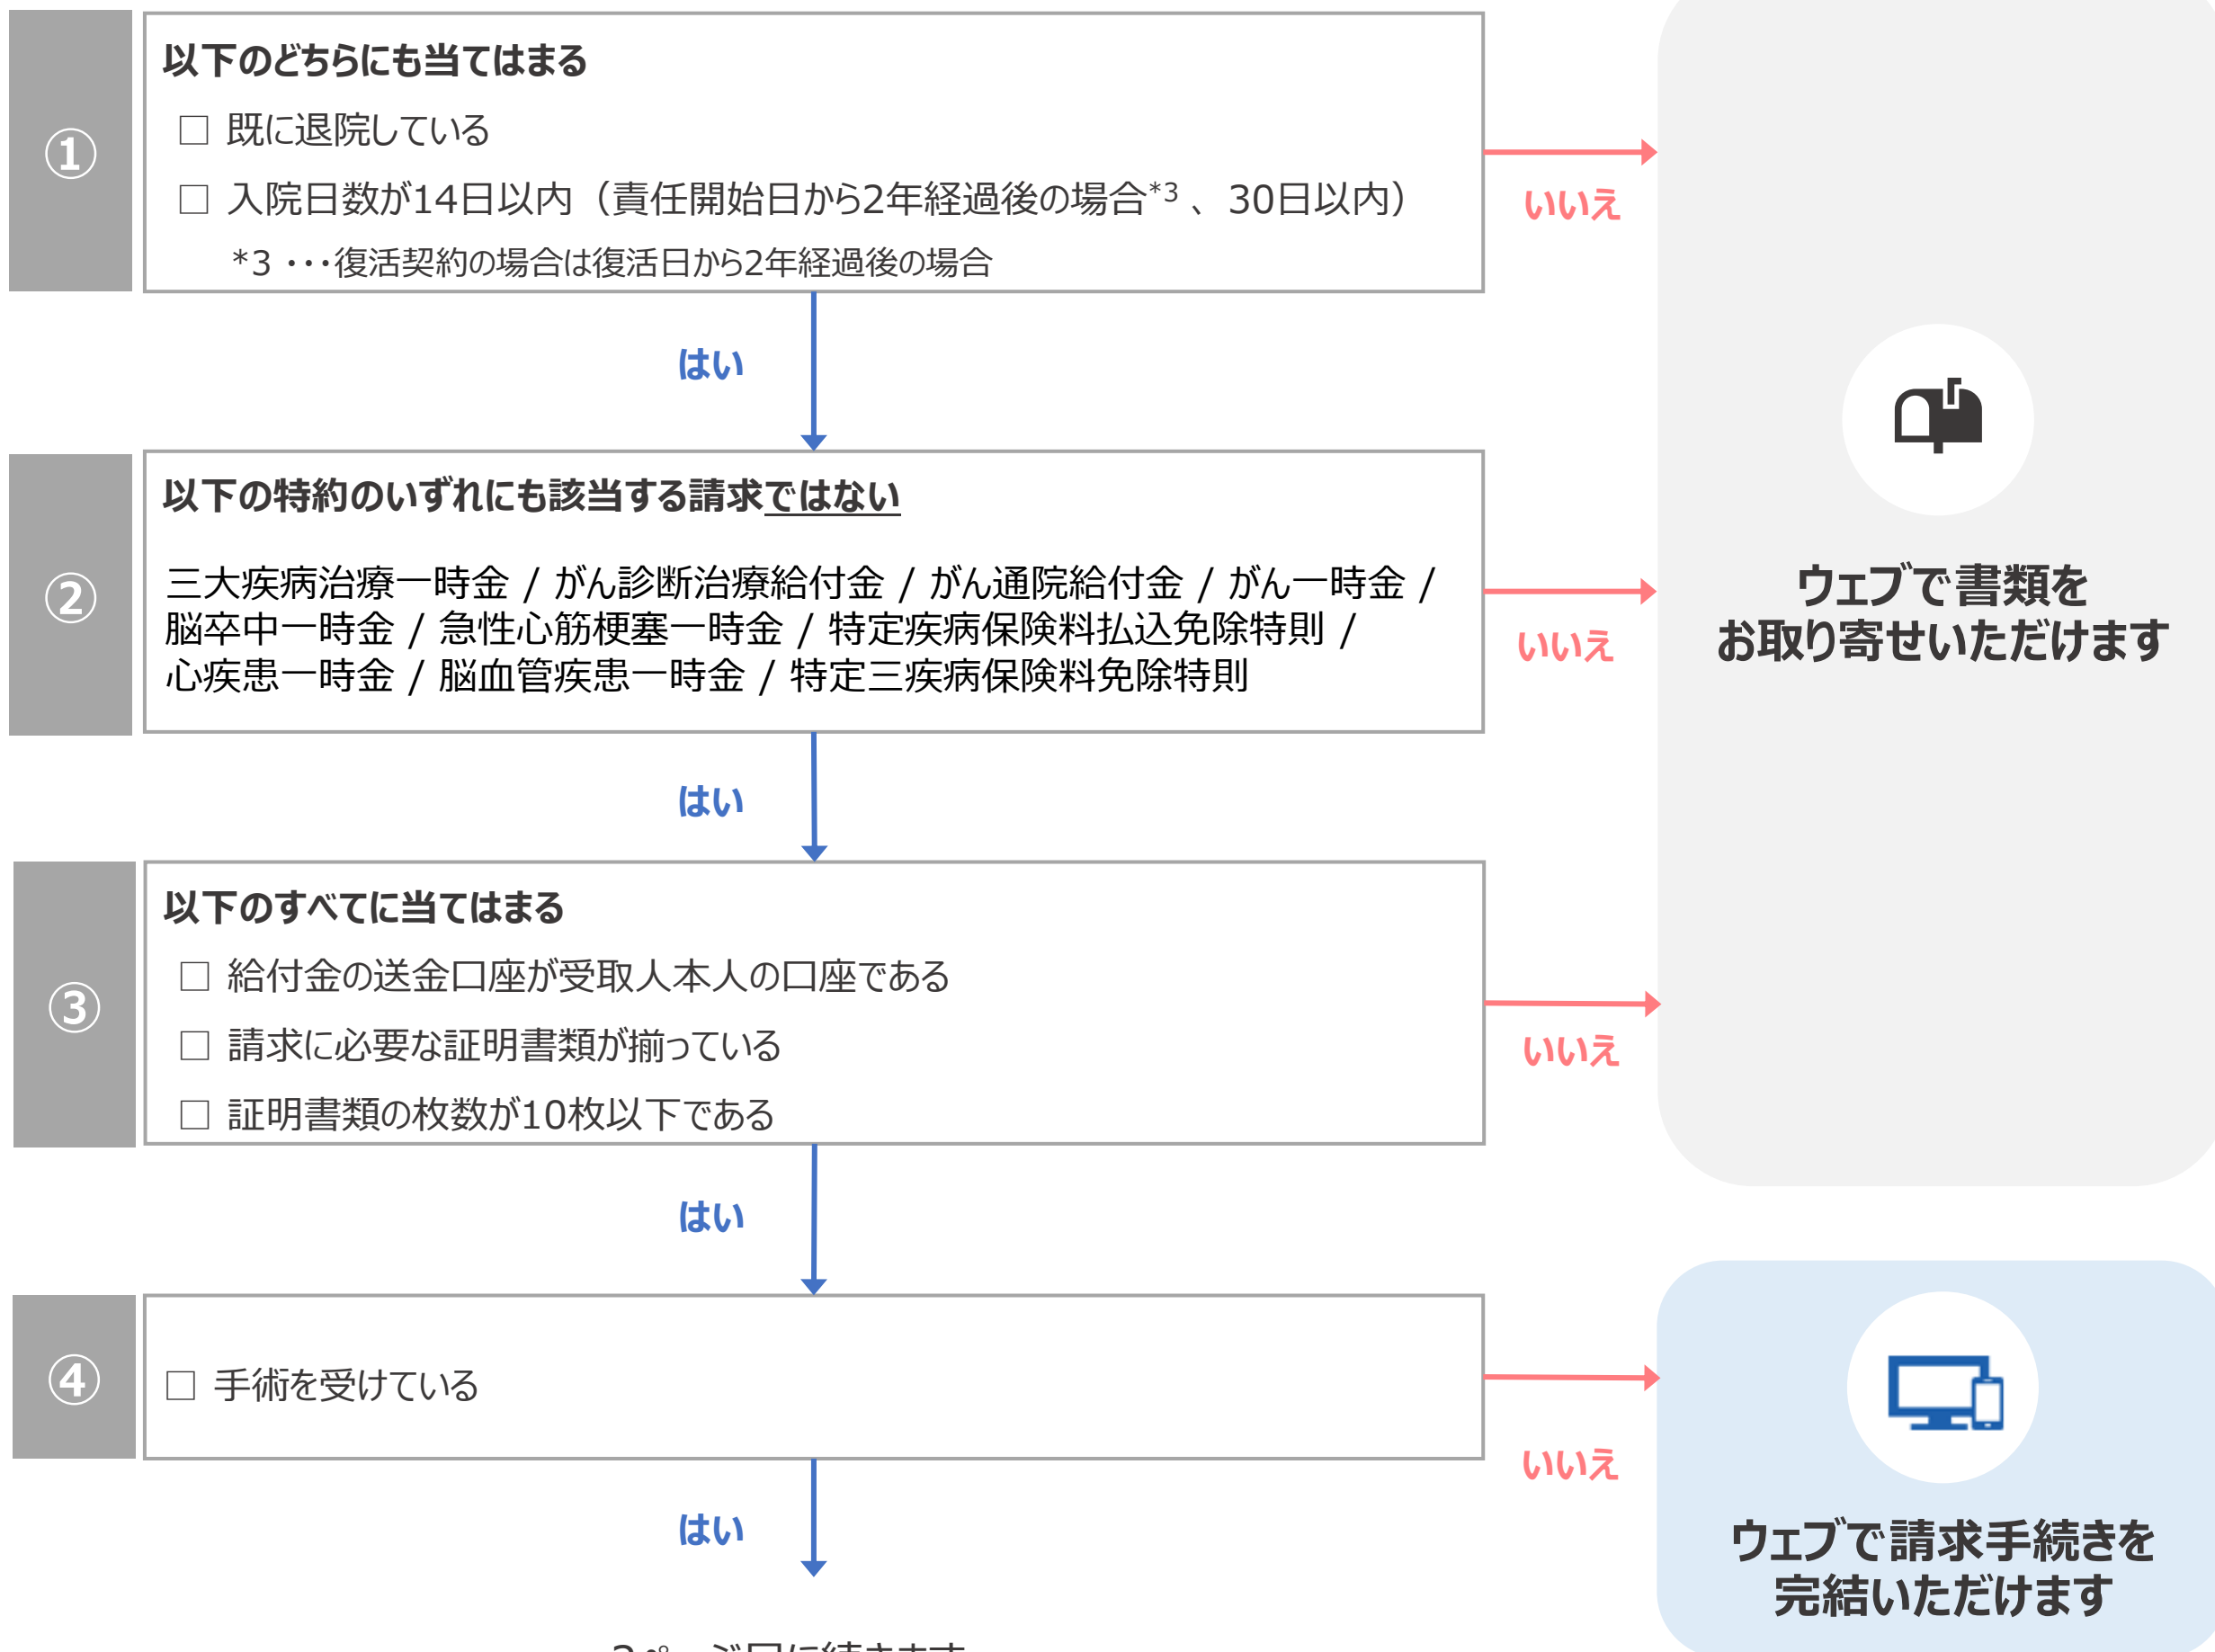 ①
以下のどちらにも当てはまる
□ 既に退院している
□ 入院日数が14日以内（責任開始日から2年経過後の場合*3 、30日以内）
*3 ・・・復活契約の場合は復活日から2年経過後の場合
いいえ
はい
②
以下の特約のいずれにも該当する請求ではない
三大疾病治療一時金 / がん診断治療給付金 / がん通院給付金 / がん一時金 /
脳卒中一時金 / 急性心筋梗塞一時金 / 特定疾病保険料払込免除特則 /
心疾患一時金 / 脳血管疾患一時金 / 特定三疾病保険料免除特則
いいえ
ウェブで書類を
お取り寄せいただけます
はい
③
以下のすべてに当てはまる
□ 給付金の送金口座が受取人本人の口座である
□ 請求に必要な証明書類が揃っている
□ 証明書類の枚数が10枚以下である
いいえ
はい
④
□ 手術を受けている
いいえ
ウェブで請求手続きを
完結いただけます
はい
2ページ目に続きます